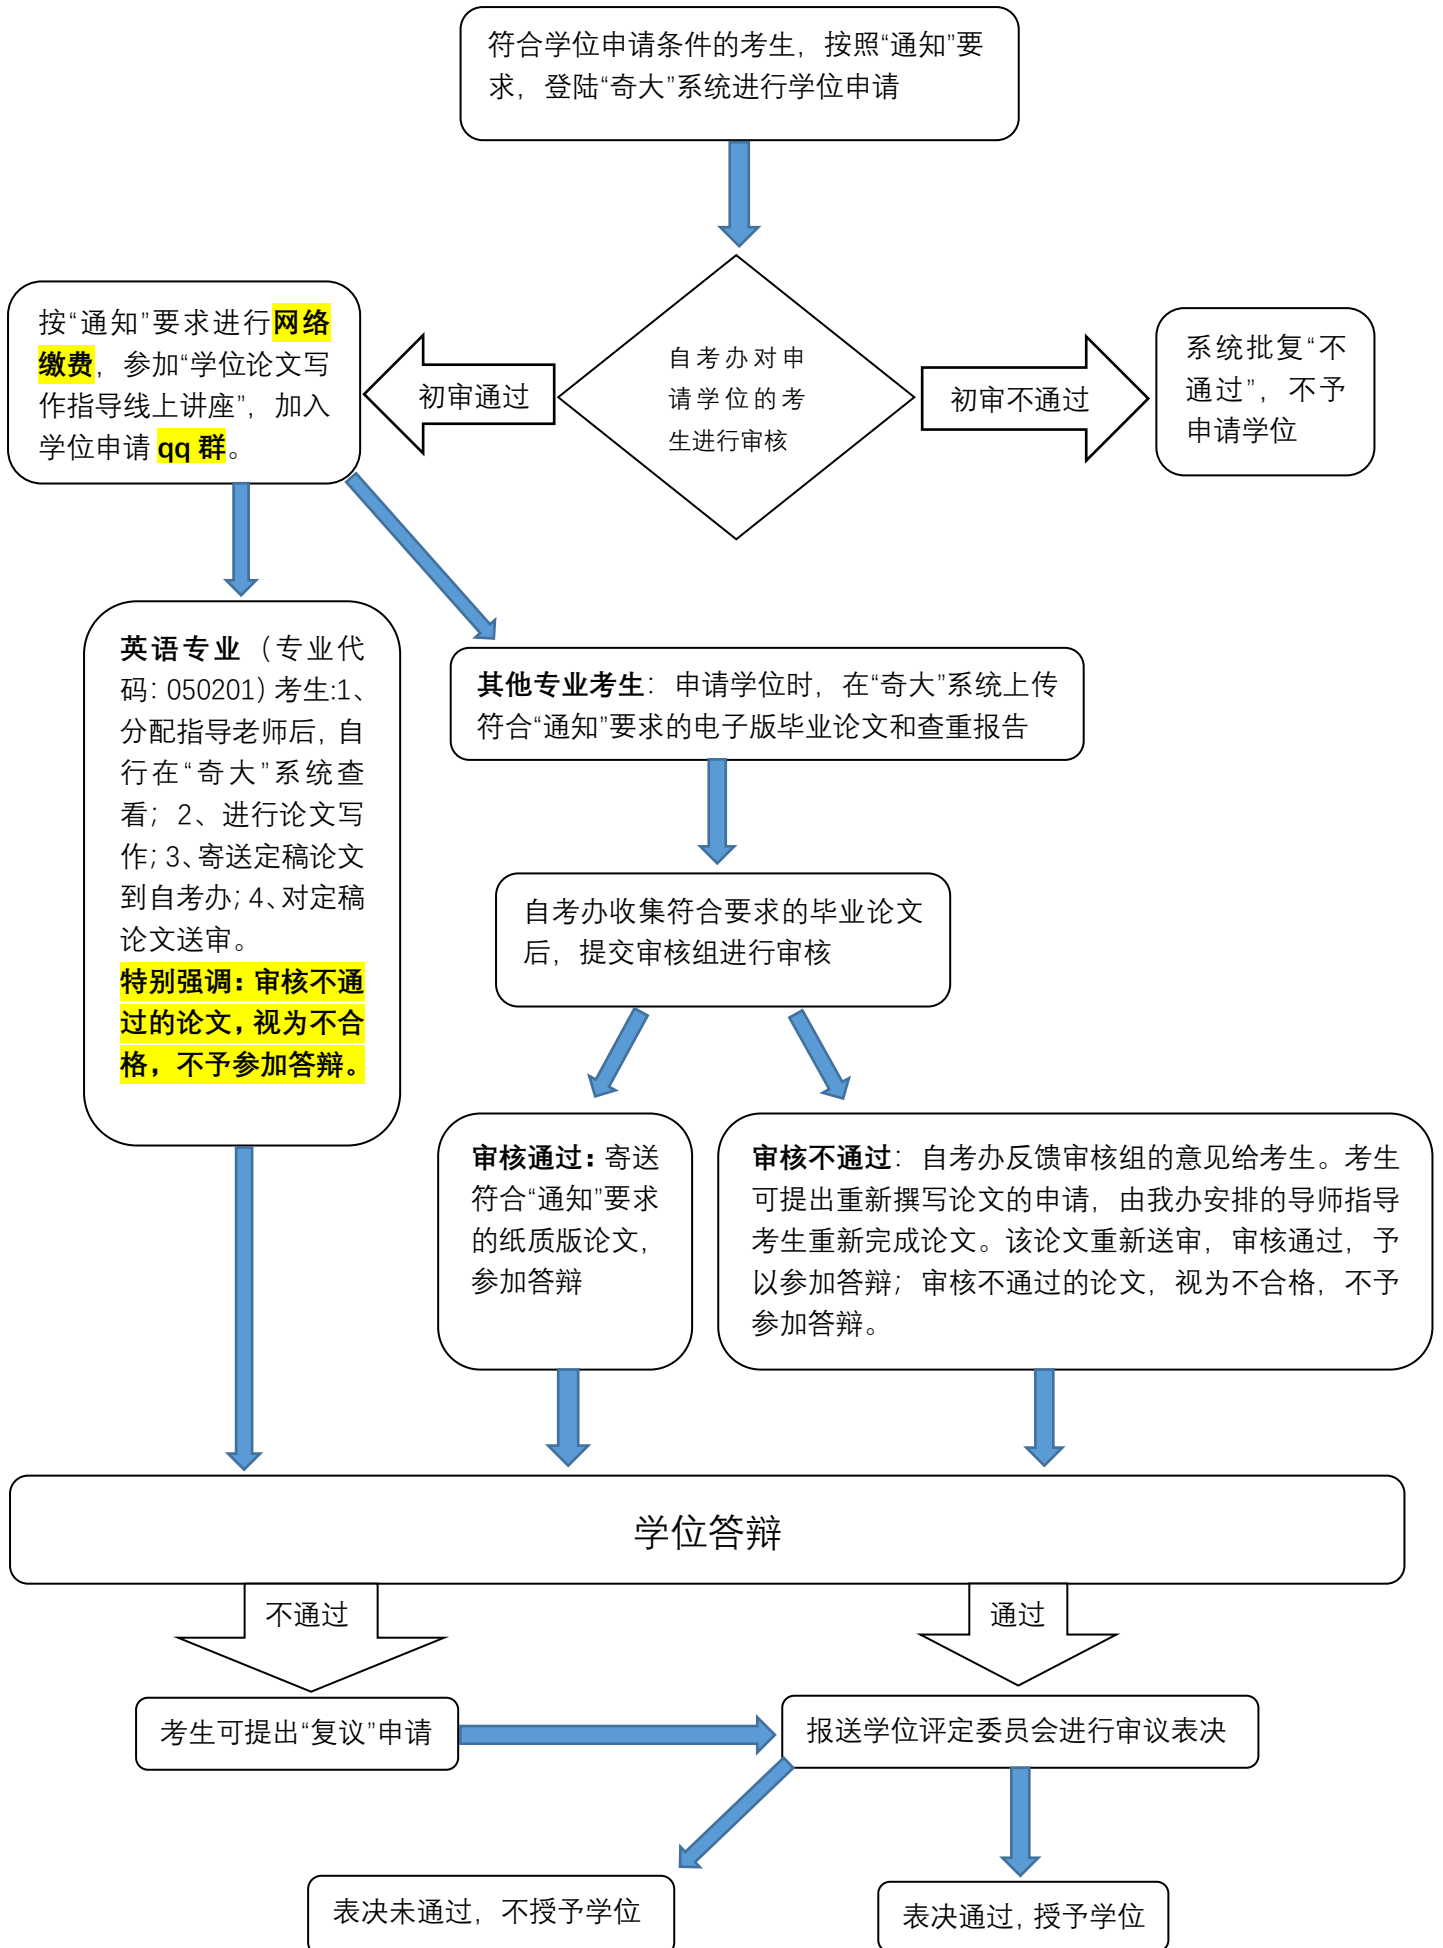 符合学位申请条件的考生，按照“通知”要
求，登陆“奇大”系统进行学位申请
按“通知”要求进行网络
缴费，参加“学位论文写
作指导线上讲座”，加入
学位申请 qq 群。
初审通过
自考办对申
请学位的考
生进行审核
初审不通过
系统批复“不
通过”，不予
申请学位
英语专业（专业代
码：050201）考生:1、
分配指导老师后，自
行在“奇大”系统查
看；2、进行论文写
作；3、寄送定稿论文
到自考办；4、对定稿
论文送审。
特别强调：审核不通
过的论文，视为不合
格，不予参加答辩。
其他专业考生：申请学位时，在“奇大”系统上传
符合“通知”要求的电子版毕业论文和查重报告
自考办收集符合要求的毕业论文
后，提交审核组进行审核
审核通过：寄送
符合“通知”要求
的纸质版论文，
参加答辩
审核不通过：自考办反馈审核组的意见给考生。考生
可提出重新撰写论文的申请，由我办安排的导师指导
考生重新完成论文。该论文重新送审，审核通过，予
以参加答辩；审核不通过的论文，视为不合格，不予
参加答辩。
学位答辩
不通过
通过
考生可提出“复议”申请
报送学位评定委员会进行审议表决
表决未通过，不授予学位
表决通过，授予学位